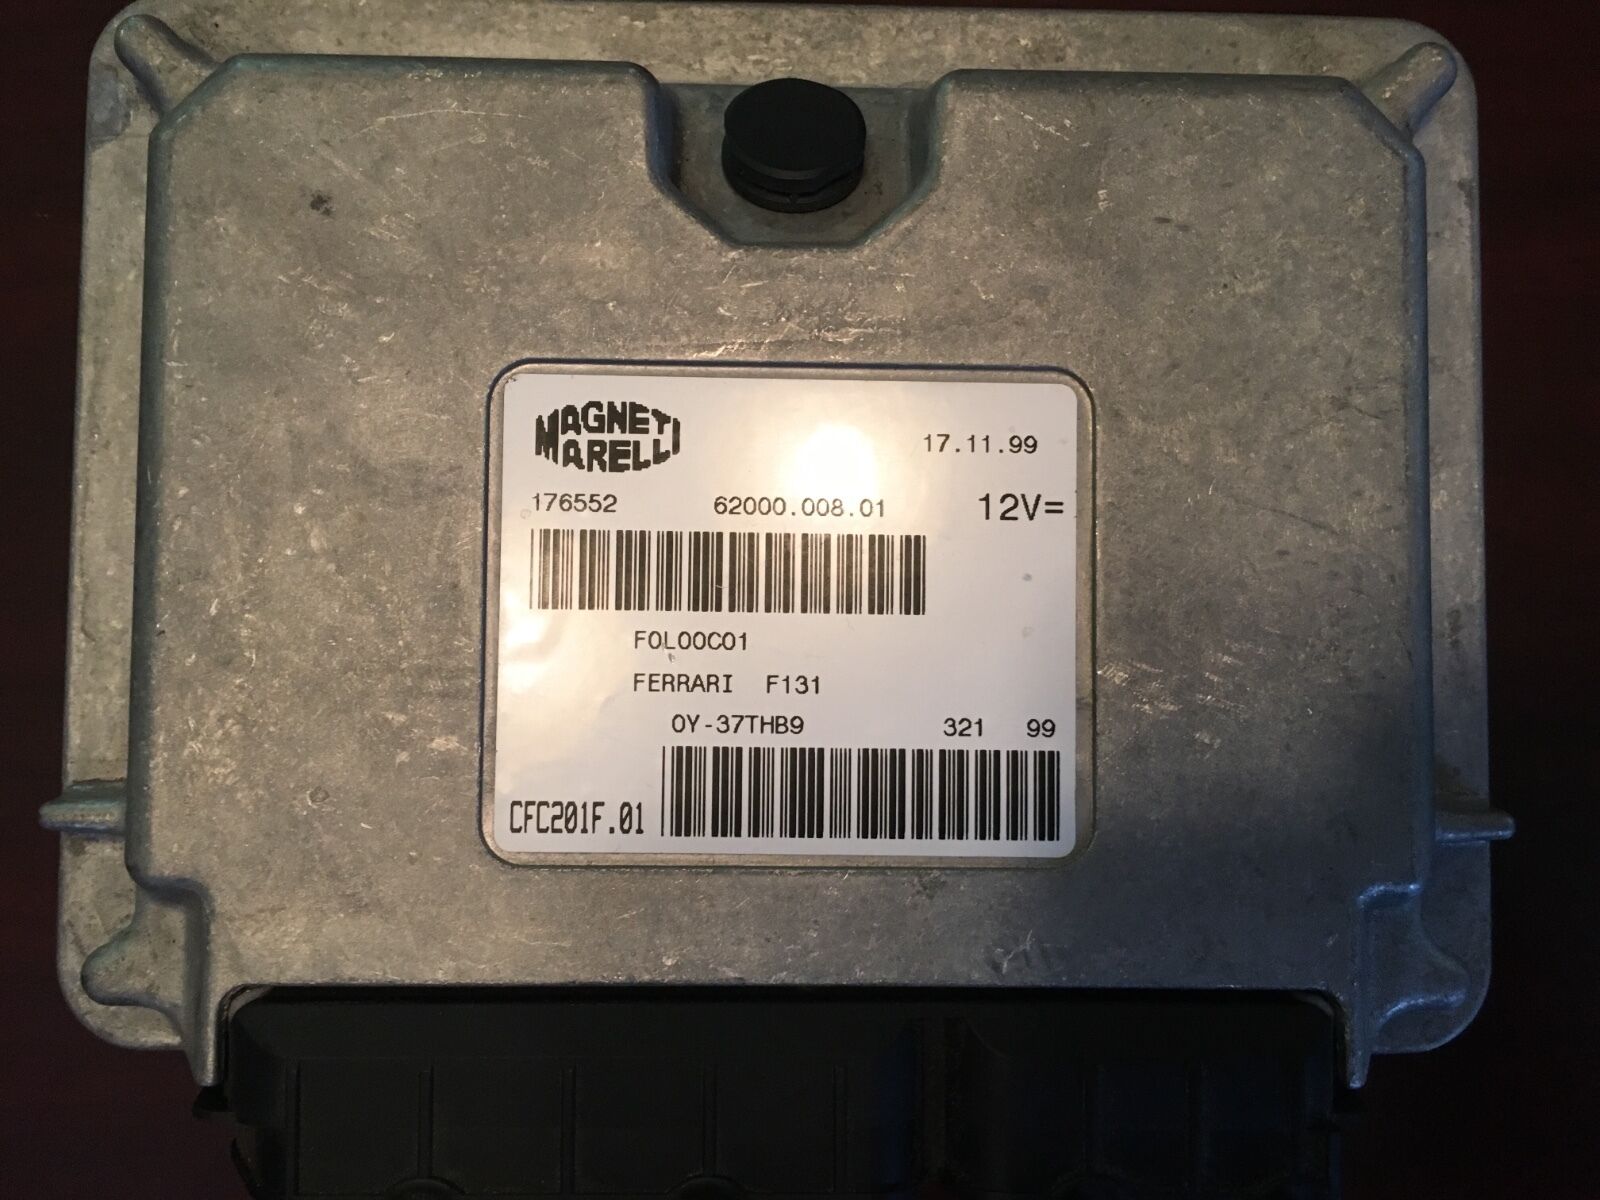 MAGNETI
MARELLI
17.11.99
176552 62000.008.01 12V=
F0L00C01
FERRARI F131
0Y-37THB9 321 99
CFC201F.01